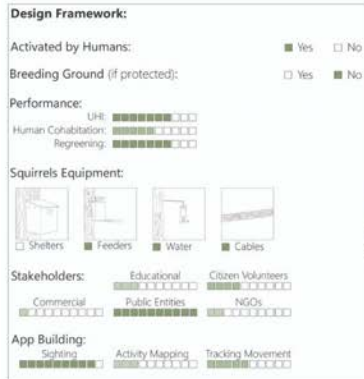 Design Framework:
Activated by Humans: Yes No
Breeding Ground (if protected): Yes No
Performance:
UHI:
Human Cohabitation:
Regreening:
Squirrels Equipment:
Shelters Feeders Water Cables
Stakeholders: Educational Citizen Volunteers
Commercial Public Entities NGOs
App Building:
Sighting Activity Mapping Tracking Movement